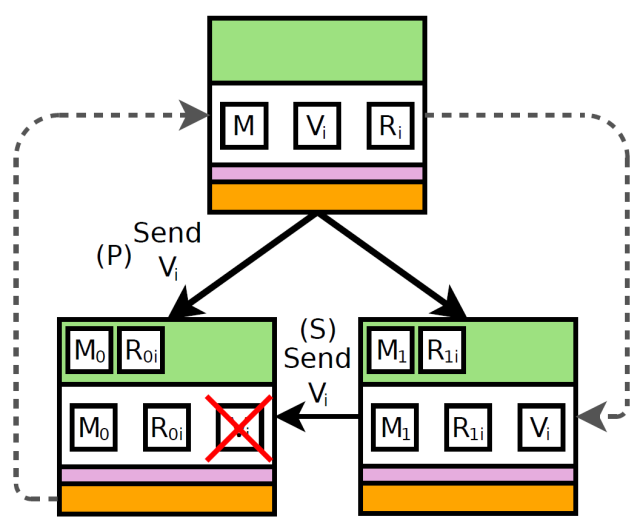 M Vᵢ Rᵢ
(P) Send
Vᵢ
(S)
Send
Vᵢ
M₀ R₀ᵢ
M₁ R₁ᵢ
M₀ R₀ᵢ
M₁ R₁ᵢ Vᵢ